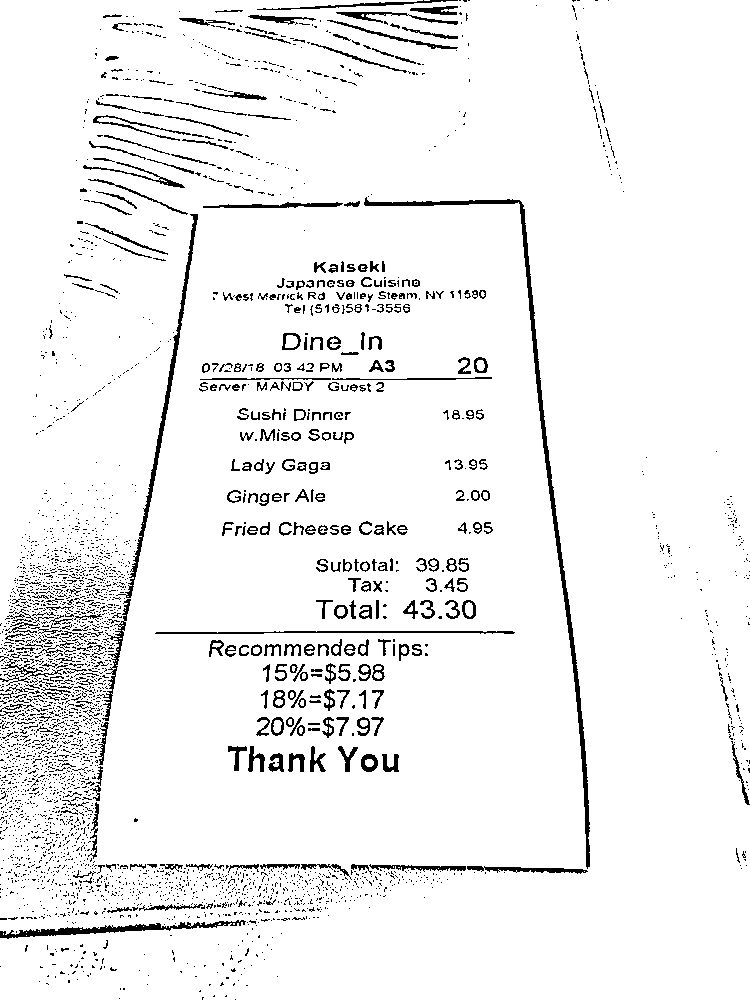 Kaiseki
Japanese Cuisine
7 West Merrick Rd Valley Steam, NY 11580
Tel (516)561-3556
Dine_In
07/28/18 03 42 PM A3 20
Server MANDY Guest 2
Sushi Dinner 18.95
w.Miso Soup
Lady Gaga 13.95
Ginger Ale 2.00
Fried Cheese Cake 4.95
Subtotal: 39.85
Tax: 3.45
Total: 43.30
Recommended Tips:
15%=$5.98
18%=$7.17
20%=$7.97
Thank You